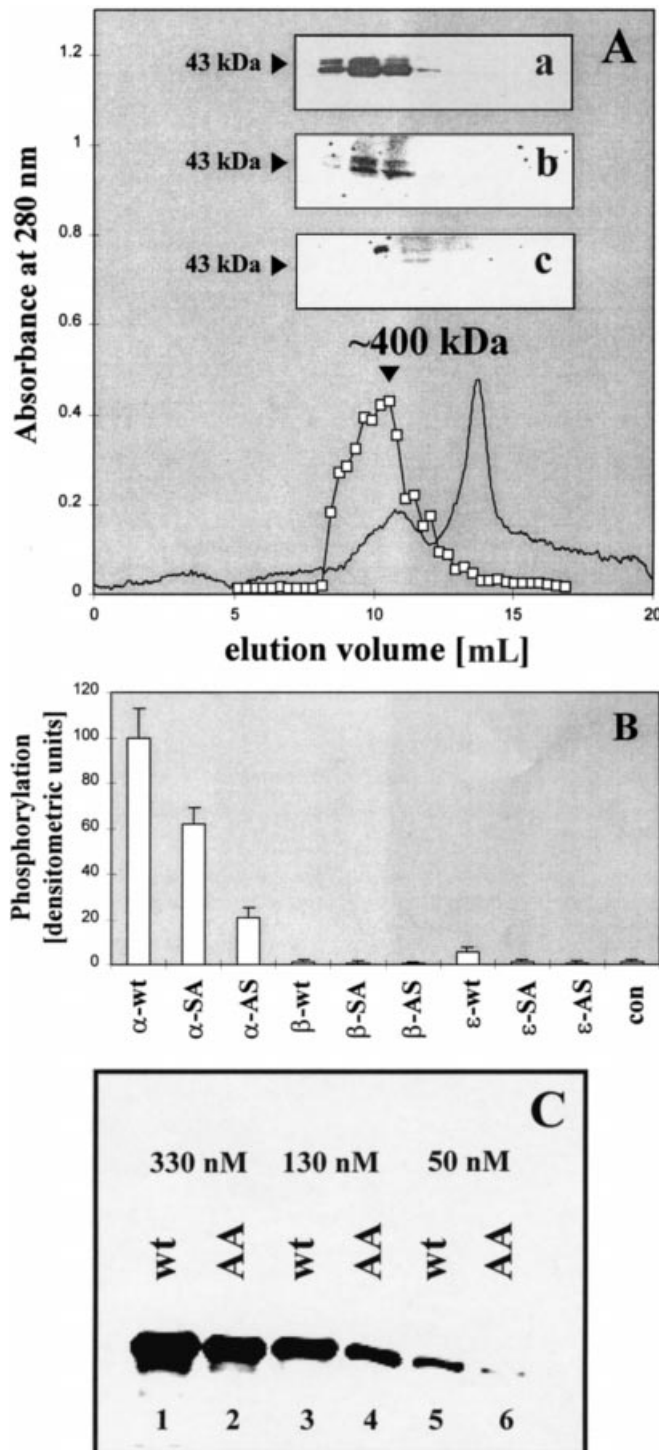 A
1.2
1
0.8
0.6
0.4
0.2
0
Absorbance at 280 nm
43 kDa
a
43 kDa
b
43 kDa
c
~400 kDa
0 5 10 15 20
elution volume [mL]
B
120
100
80
60
40
20
0
Phosphorylation
[densitometric units]
α-wt
α-SA
α-AS
β-wt
β-SA
β-AS
ε-wt
ε-SA
ε-AS
con
C
330 nM 130 nM 50 nM
wt AA wt AA wt AA
1 2 3 4 5 6